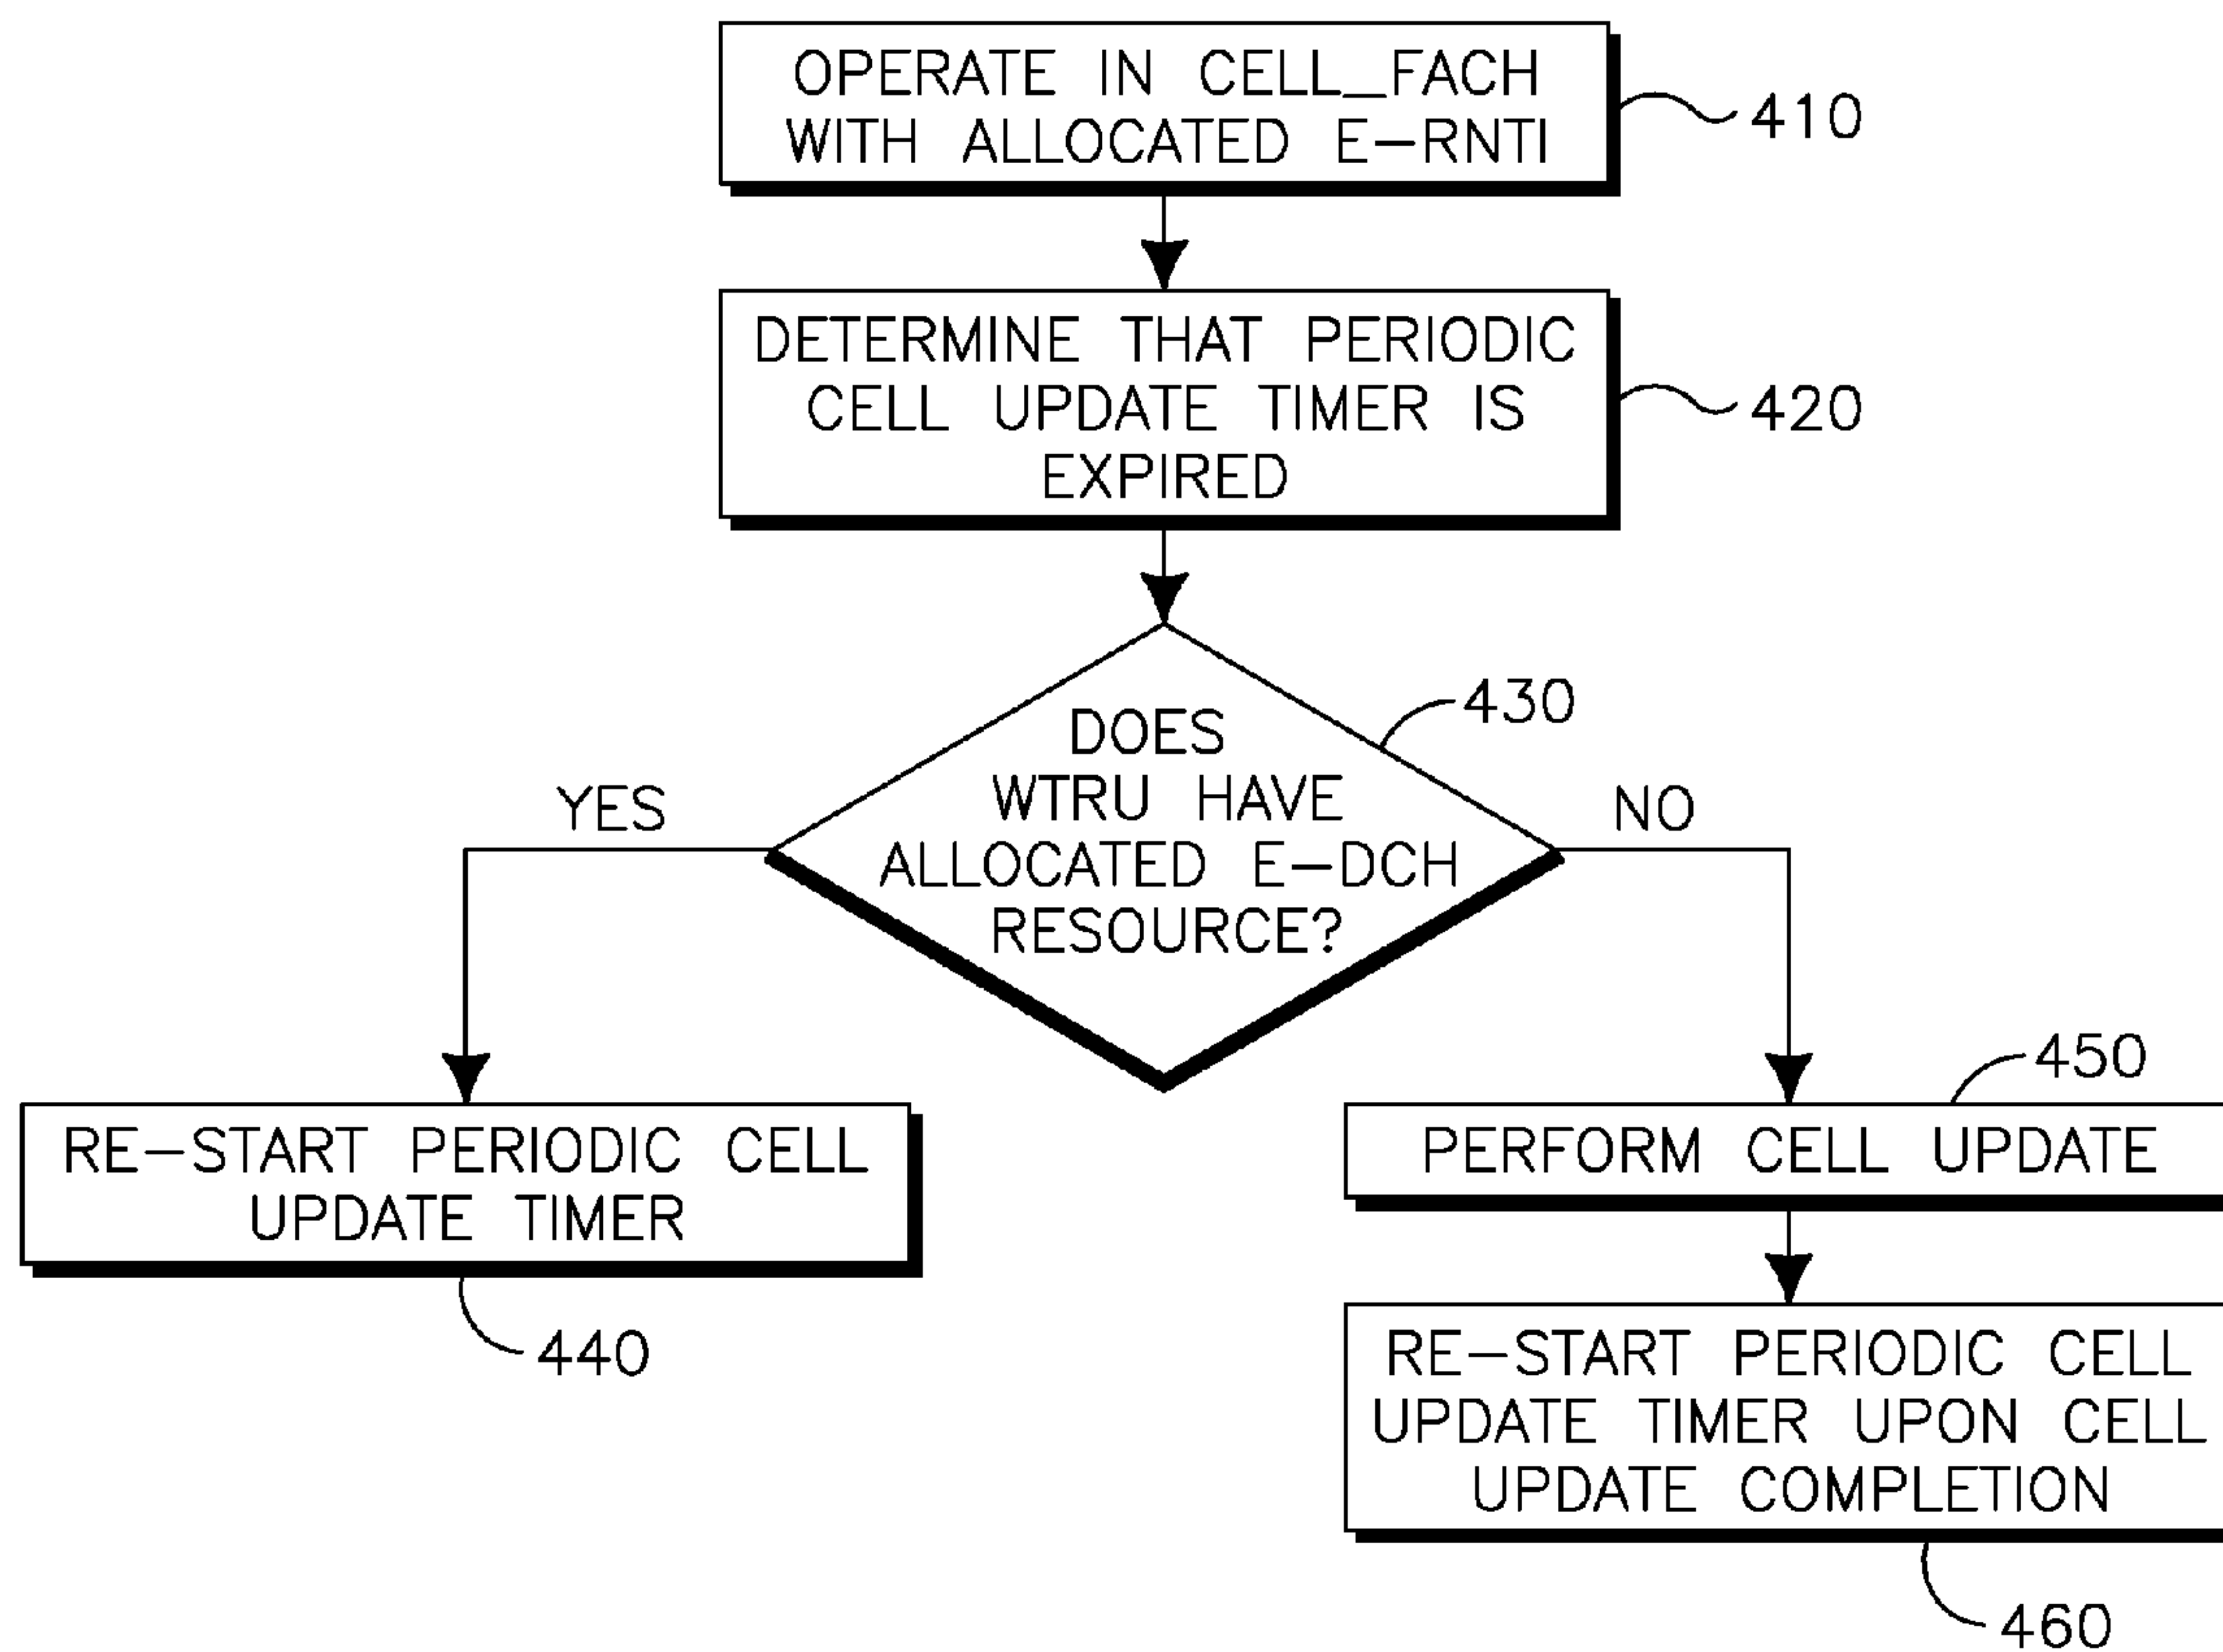 OPERATE IN CELL_FACH
WITH ALLOCATED E-RNTI
410
DETERMINE THAT PERIODIC
CELL UPDATE TIMER IS
EXPIRED
420
DOES
WTRU HAVE
ALLOCATED E-DCH
RESOURCE?
430
YES
NO
RE-START PERIODIC CELL
UPDATE TIMER
440
450
PERFORM CELL UPDATE
RE-START PERIODIC CELL
UPDATE TIMER UPON CELL
UPDATE COMPLETION
460